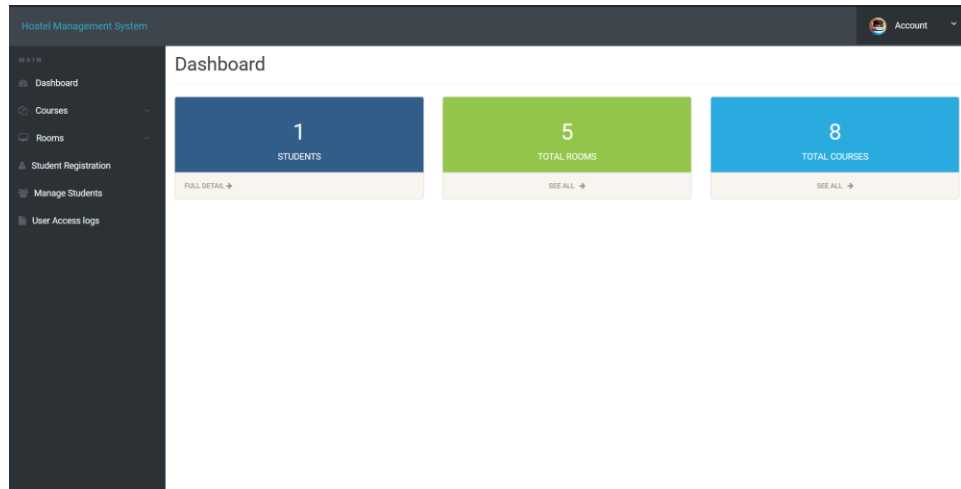 Hostel Management System
Account
MAIN
Dashboard
Courses
Rooms
Student Registration
Manage Students
User Access logs
Dashboard
1
STUDENTS
FULL DETAIL →
5
TOTAL ROOMS
SEE ALL →
8
TOTAL COURSES
SEE ALL →